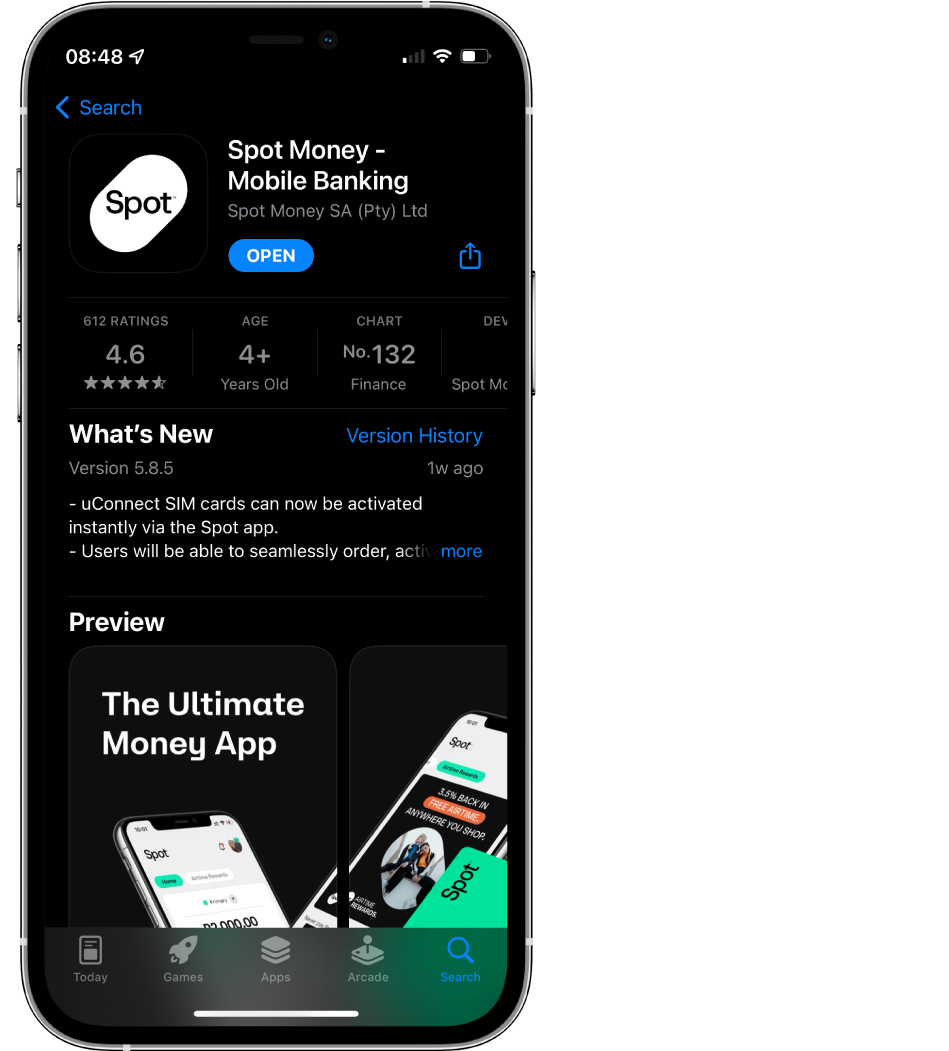 08:48
Search
Spot
Spot Money -
Mobile Banking
Spot Money SA (Pty) Ltd
OPEN
612 RATINGS
AGE
CHART
DEV
4.6
4+
No.132
Years Old
Finance
Spot Mo
What's New
Version History
Version 5.8.5
1w ago
- uConnect SIM cards can now be activated
instantly via the Spot app.
- Users will be able to seamlessly order, activ
more
Preview
The Ultimate
Money App
10:01
Spot
Home
Airtime Rewards
Primary
R2 000,00
10:01
Spot
Airtime Rewards
3.5% BACK IN
FREE AIRTIME
ANYWHERE YOU SHOP.
AIRTIME
REWARDS.
Spot
Today
Games
Apps
Arcade
Search